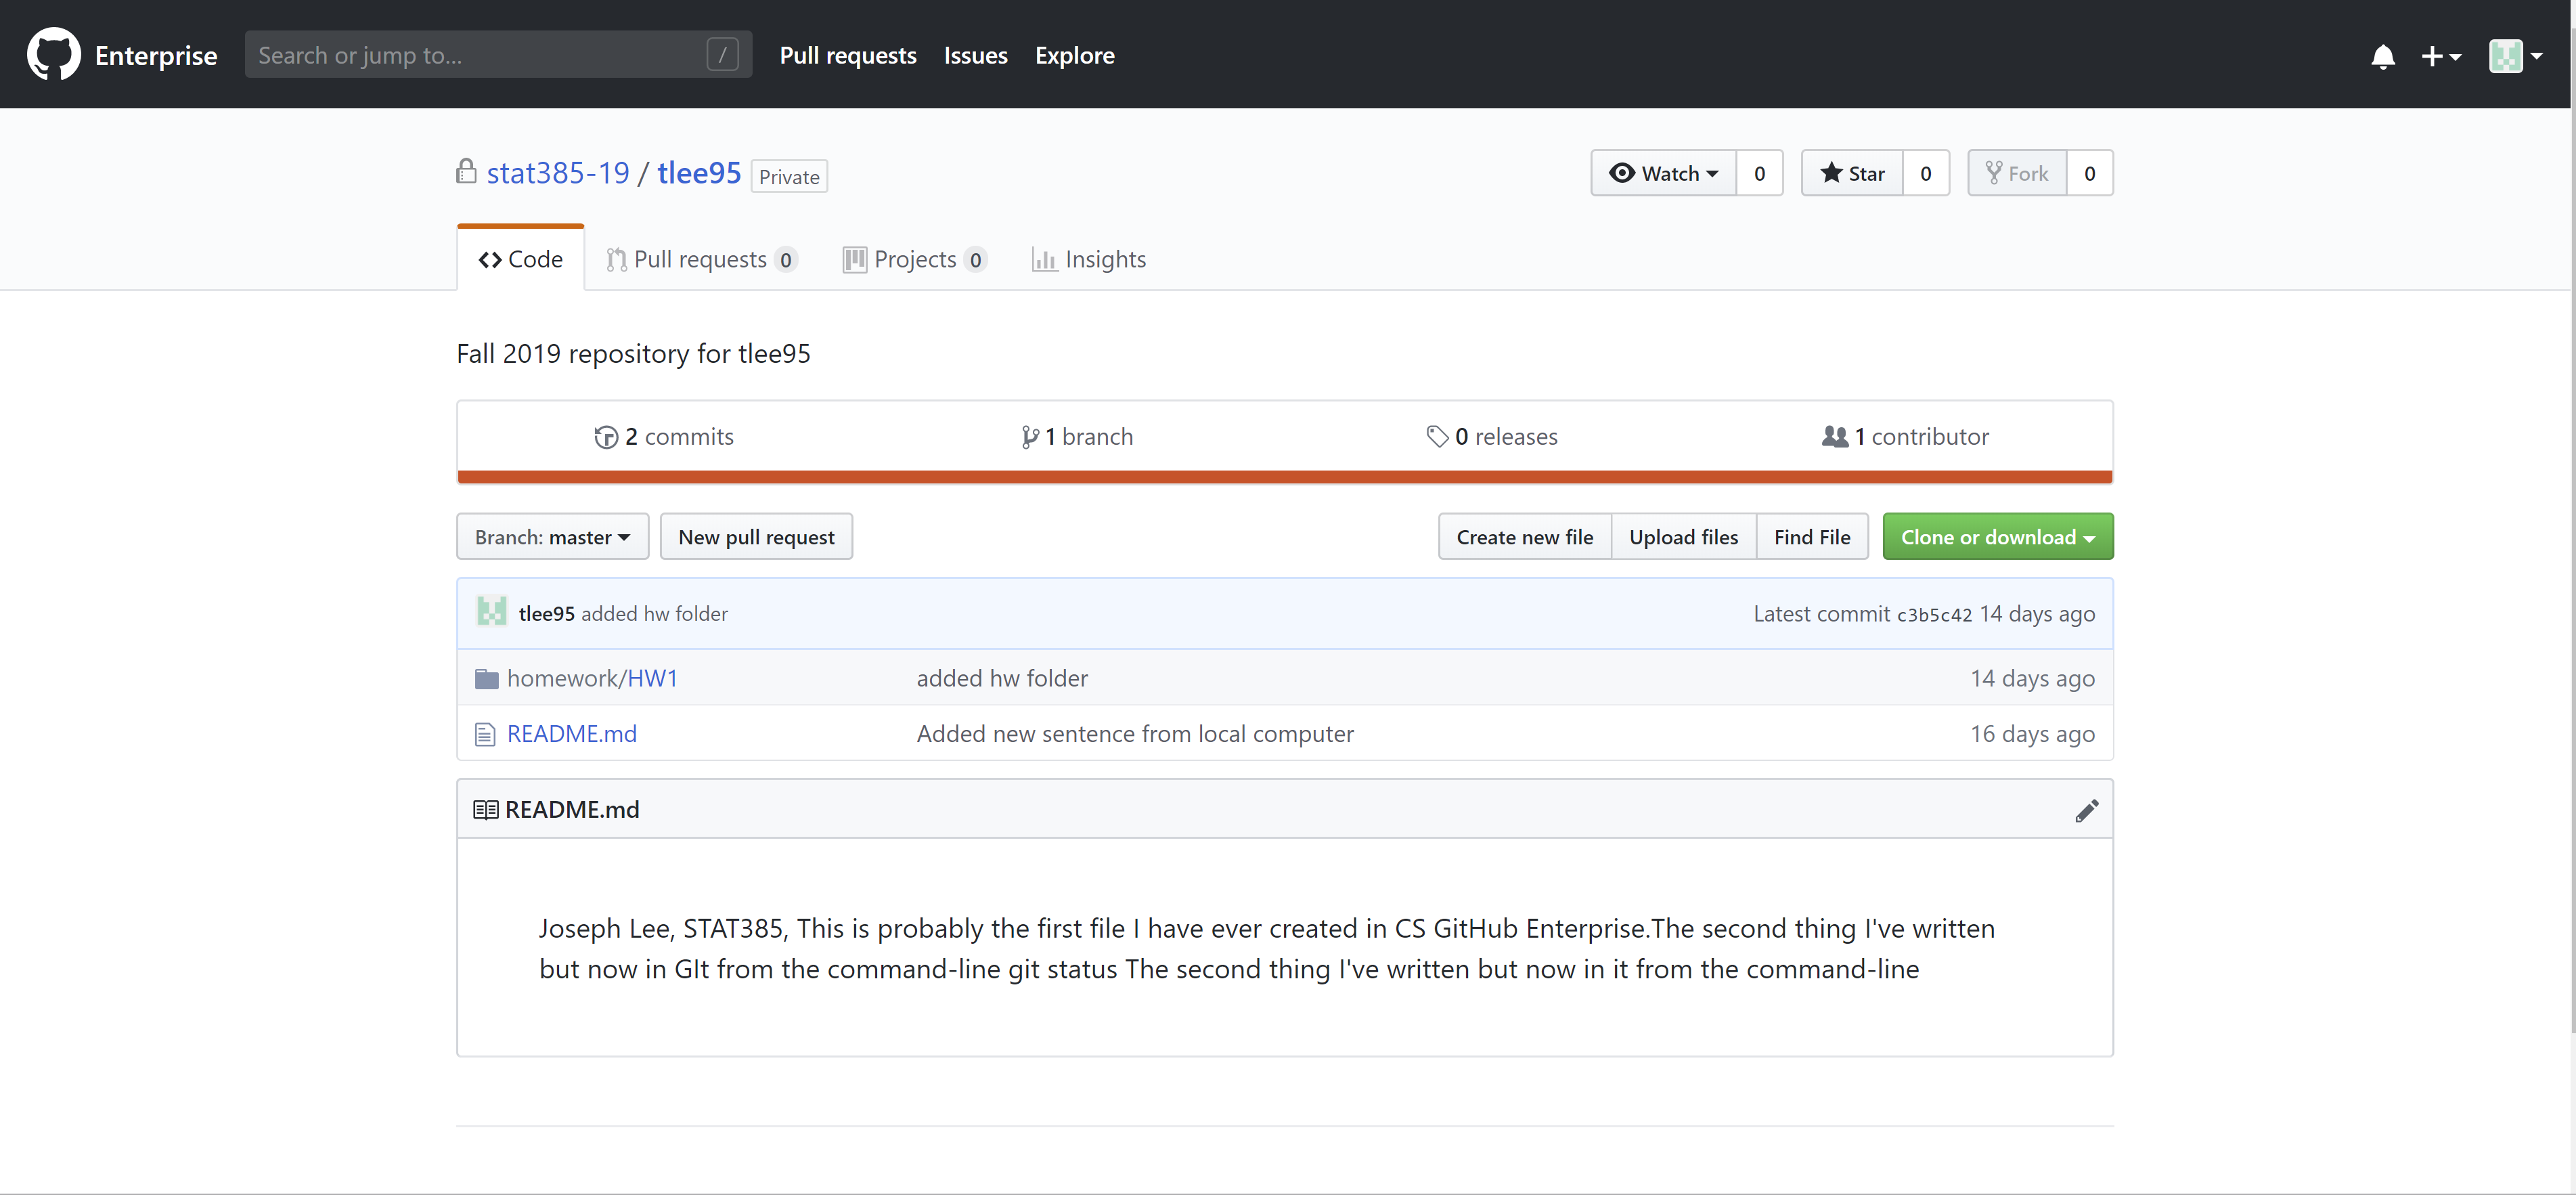 Enterprise Search or jump to... / Pull requests Issues Explore
stat385-19 / tlee95 Private Watch 0 Star 0 Fork 0
Code Pull requests 0 Projects 0 Insights
Fall 2019 repository for tlee95
2 commits 1 branch 0 releases 1 contributor
Branch: master New pull request Create new file Upload files Find File Clone or download
tlee95 added hw folder Latest commit c3b5c42 14 days ago
homework/HW1 added hw folder 14 days ago
README.md Added new sentence from local computer 16 days ago
README.md
Joseph Lee, STAT385, This is probably the first file I have ever created in CS GitHub Enterprise.The second thing I've written
but now in GIt from the command-line git status The second thing I've written but now in it from the command-line